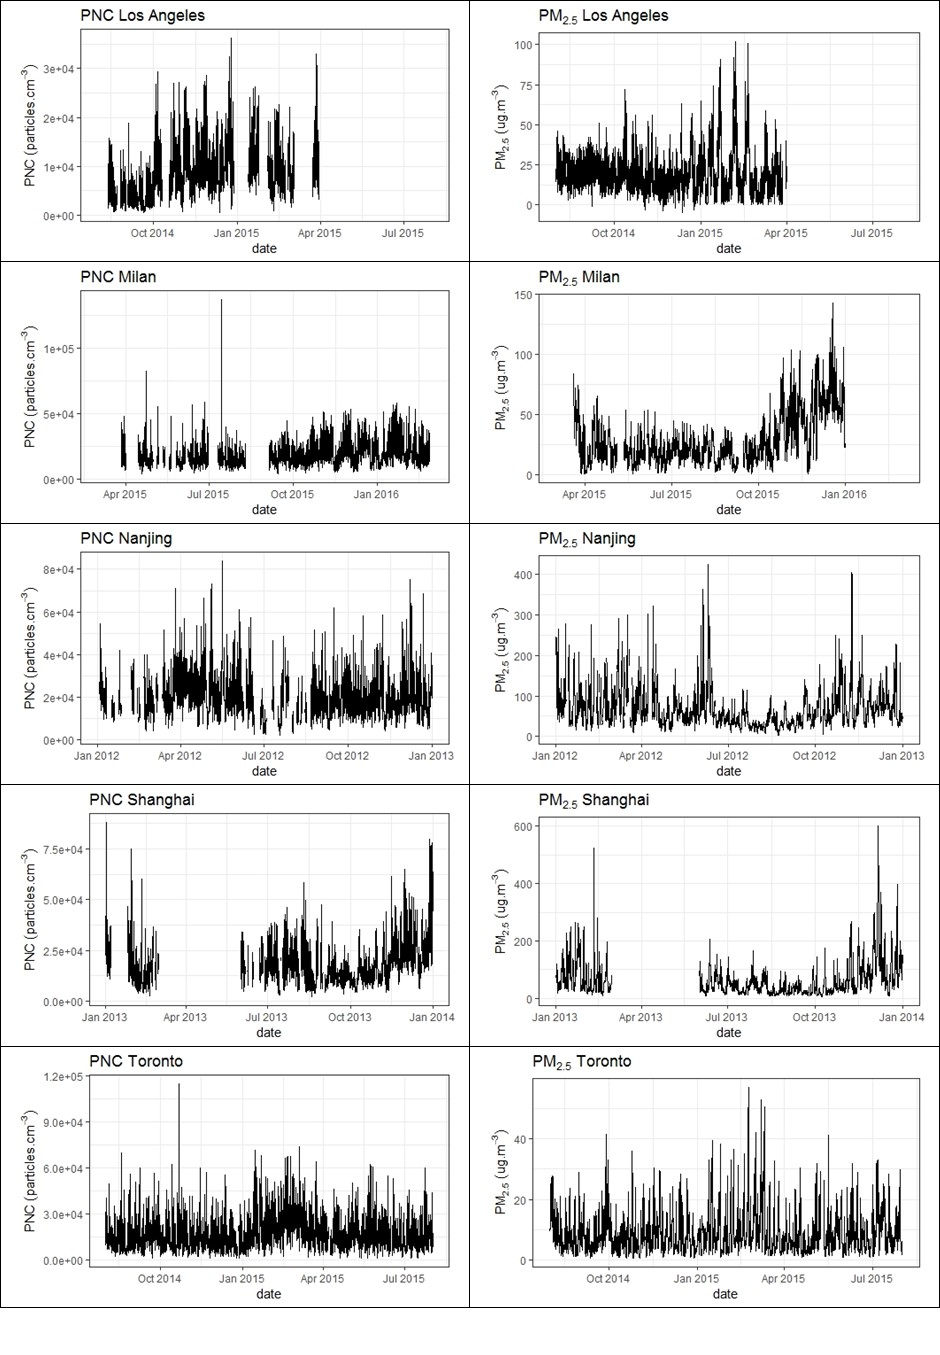 PNC Los Angeles
PNC (particles.cm⁻³)
3e+04
2e+04
1e+04
0e+00
Oct 2014 Jan 2015 Apr 2015 Jul 2015
date
PM₂.₅ Los Angeles
PM₂.₅ (ug.m⁻³)
100
75
50
25
0
Oct 2014 Jan 2015 Apr 2015 Jul 2015
date
PNC Milan
PNC (particles.cm⁻³)
1e+05
5e+04
0e+00
Apr 2015 Jul 2015 Oct 2015 Jan 2016
date
PM₂.₅ Milan
PM₂.₅ (ug.m⁻³)
150
100
50
0
Apr 2015 Jul 2015 Oct 2015 Jan 2016
date
PNC Nanjing
PNC (particles.cm⁻³)
8e+04
6e+04
4e+04
2e+04
0e+00
Jan 2012 Apr 2012 Jul 2012 Oct 2012 Jan 2013
date
PM₂.₅ Nanjing
PM₂.₅ (ug.m⁻³)
400
300
200
100
0
Jan 2012 Apr 2012 Jul 2012 Oct 2012 Jan 2013
date
PNC Shanghai
PNC (particles.cm⁻³)
7.5e+04
5.0e+04
2.5e+04
0.0e+00
Jan 2013 Apr 2013 Jul 2013 Oct 2013 Jan 2014
date
PM₂.₅ Shanghai
PM₂.₅ (ug.m⁻³)
600
400
200
0
Jan 2013 Apr 2013 Jul 2013 Oct 2013 Jan 2014
date
PNC Toronto
PNC (particles.cm⁻³)
1.2e+05
9.0e+04
6.0e+04
3.0e+04
0.0e+00
Oct 2014 Jan 2015 Apr 2015 Jul 2015
date
PM₂.₅ Toronto
PM₂.₅ (ug.m⁻³)
40
20
0
Oct 2014 Jan 2015 Apr 2015 Jul 2015
date